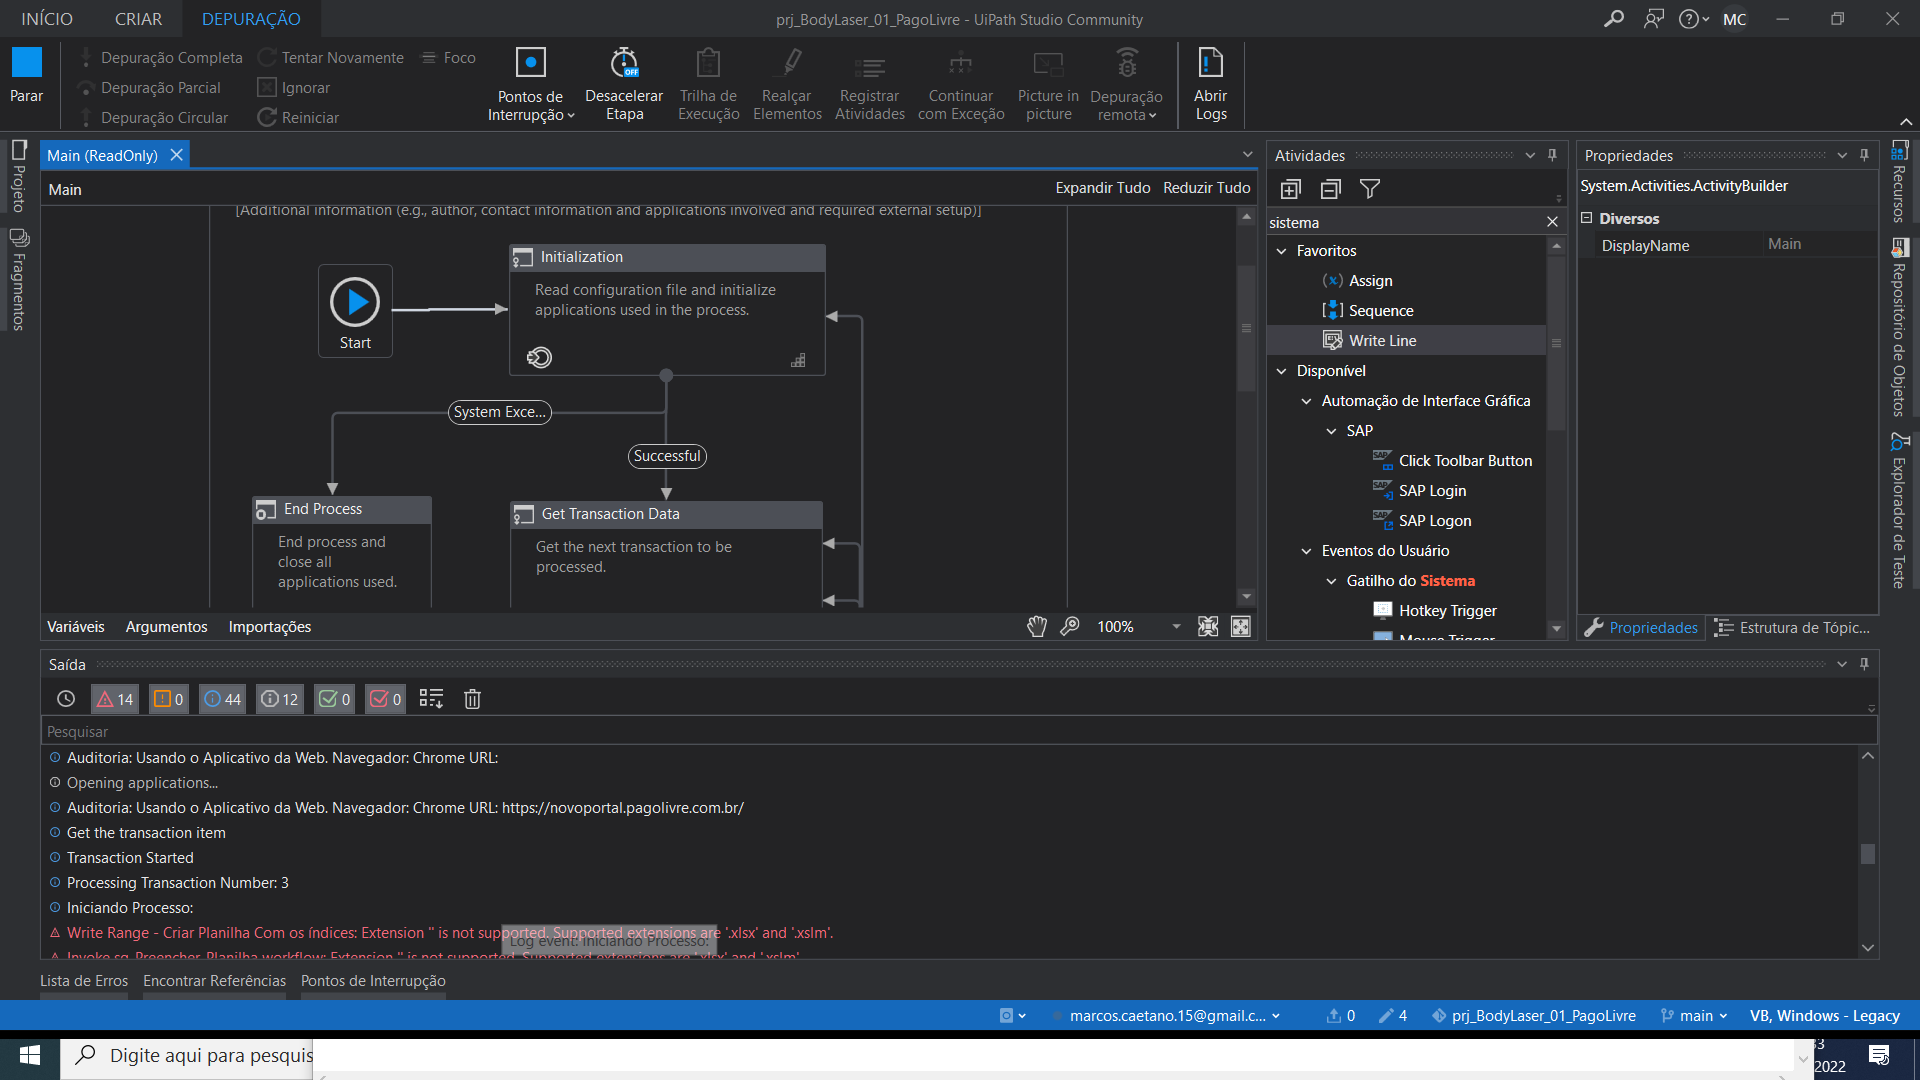 INÍCIO CRIAR DEPURAÇÃO prj_BodyLaser_01_PagoLivre - UiPath Studio Community MC
Parar
Depuração Completa
Depuração Parcial
Depuração Circular
Tentar Novamente
Ignorar
Reiniciar
Foco
Pontos de
Interrupção
OFF
Desacelerar
Etapa
Trilha de
Execução
Realçar
Elementos
Registrar
Atividades
Continuar
com Exceção
Picture in
picture
Depuração
remota
Abrir
Logs
Projeto
Fragmentos
Main (ReadOnly)
Main
Expandir Tudo Reduzir Tudo
[Additional information (e.g., author, contact information and applications involved and required external setup)]
Start
Initialization
Read configuration file and initialize
applications used in the process.
System Exce...
Successful
End Process
End process and
close all
applications used.
Get Transaction Data
Get the next transaction to be
processed.
Variáveis Argumentos Importações
100%
Atividades
sistema
Favoritos
Assign
Sequence
Write Line
Disponível
Automação de Interface Gráfica
SAP
Click Toolbar Button
SAP Login
SAP Logon
Eventos do Usuário
Gatilho do Sistema
Hotkey Trigger
Mouse Trigger
Propriedades
System.Activities.ActivityBuilder
Diversos
DisplayName Main
Propriedades Estrutura de Tópic...
Recursos
Repositório de Objetos
Explorador de Teste
Saída
14 0 44 12 0 0
Pesquisar
Auditoria: Usando o Aplicativo da Web. Navegador: Chrome URL:
Opening applications...
Auditoria: Usando o Aplicativo da Web. Navegador: Chrome URL: https://novoportal.pagolivre.com.br/
Get the transaction item
Transaction Started
Processing Transaction Number: 3
Iniciando Processo:
Write Range - Criar Planilha Com os índices: Extension '' is not supported. Supported extensions are '.xlsx' and '.xslm'.
Log event: Iniciando Processo:
Invoke sq_Preencher_Planilha workflow: Extension '' is not supported. Supported extensions are '.xlsx' and '.xslm'.
Lista de Erros Encontrar Referências Pontos de Interrupção
marcos.caetano.15@gmail.c... 0 4 prj_BodyLaser_01_PagoLivre main VB, Windows - Legacy
Digite aqui para pesquis
2022